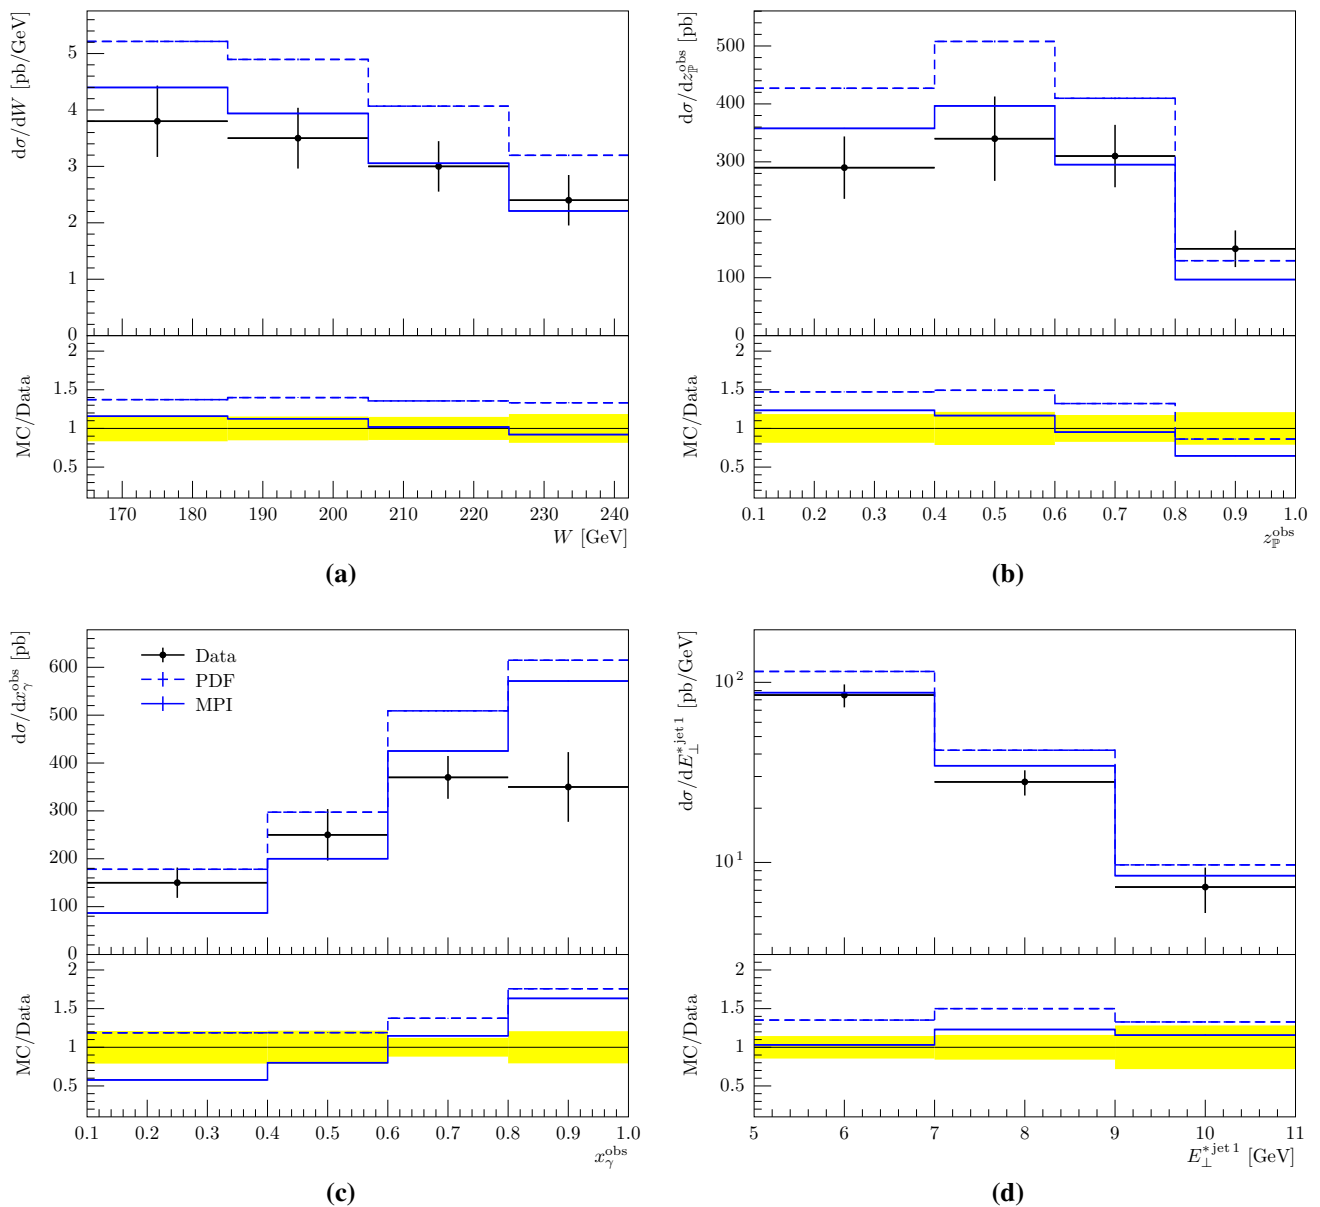 dσ/dW [pb/GeV]
5
4
3
2
1
0
MC/Data
2
1.5
1
0.5
170 180 190 200 210 220 230 240
W [GeV]
(a)
dσ/dz_ℙ^obs [pb]
500
400
300
200
100
0
MC/Data
2
1.5
1
0.5
0.1 0.2 0.3 0.4 0.5 0.6 0.7 0.8 0.9 1.0
z_ℙ^obs
(b)
dσ/dx_γ^obs [pb]
600
500
400
300
200
100
0
Data
PDF
MPI
MC/Data
2
1.5
1
0.5
0.1 0.2 0.3 0.4 0.5 0.6 0.7 0.8 0.9 1.0
x_γ^obs
(c)
dσ/dE_⊥^*jet1 [pb/GeV]
10^2
10^1
MC/Data
2
1.5
1
0.5
5 6 7 8 9 10 11
E_⊥^*jet1 [GeV]
(d)